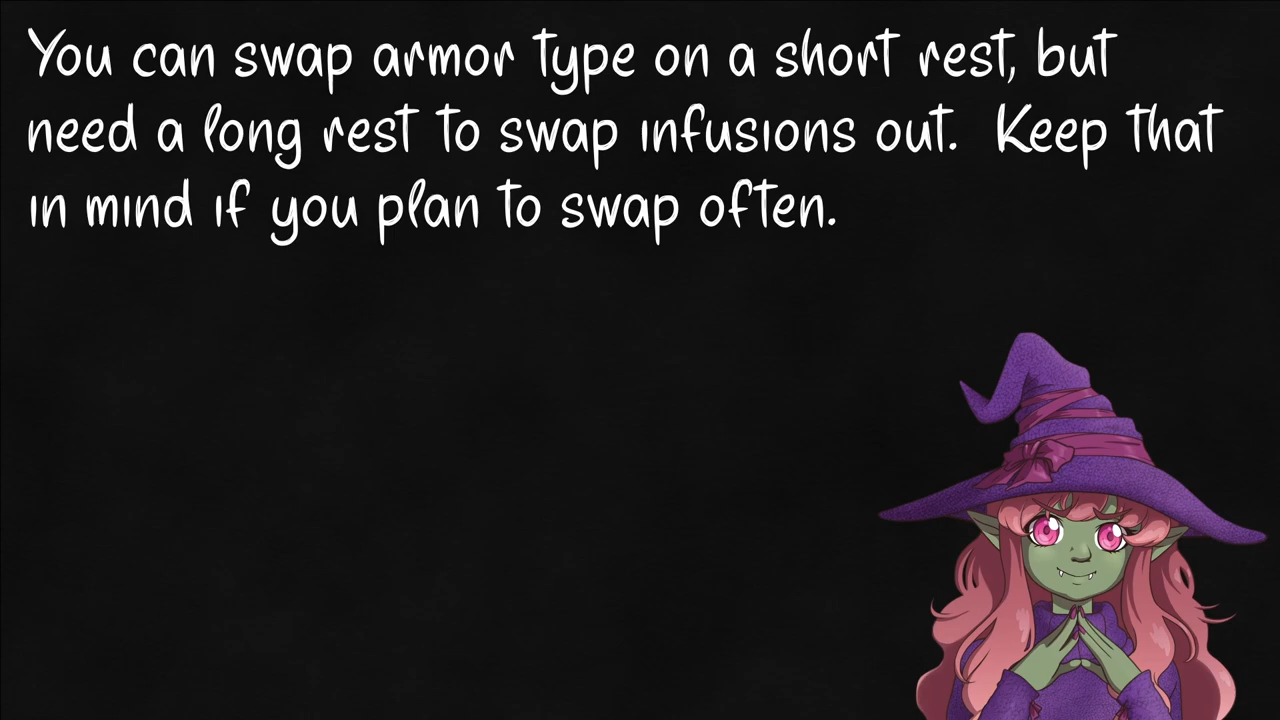 You can swap armor type on a short rest, but
need a long rest to swap infusions out.  Keep that
in mind if you plan to swap often.